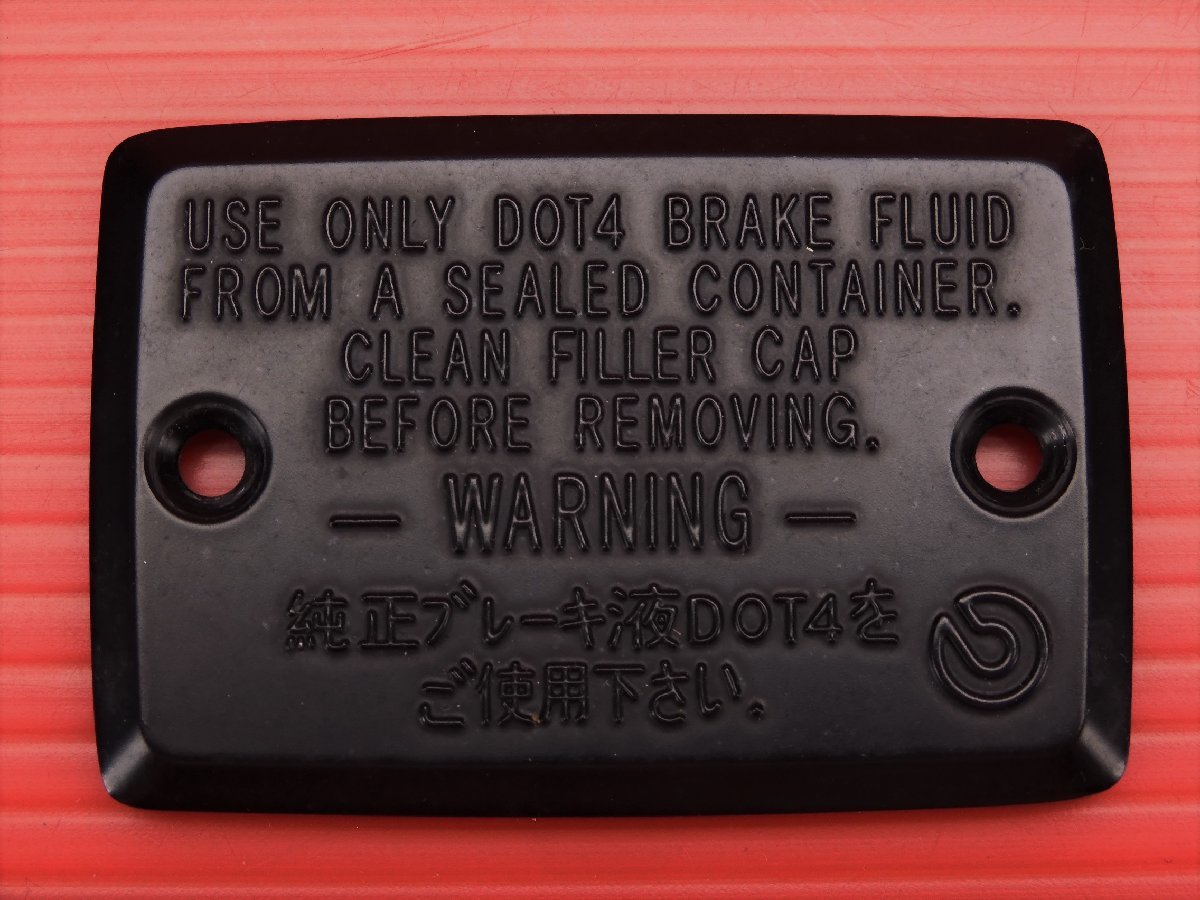 USE ONLY DOT4 BRAKE FLUID
FROM A SEALED CONTAINER.
CLEAN FILLER CAP
BEFORE REMOVING.
— WARNING —
純正ブレーキ液DOT4を
ご使用下さい.